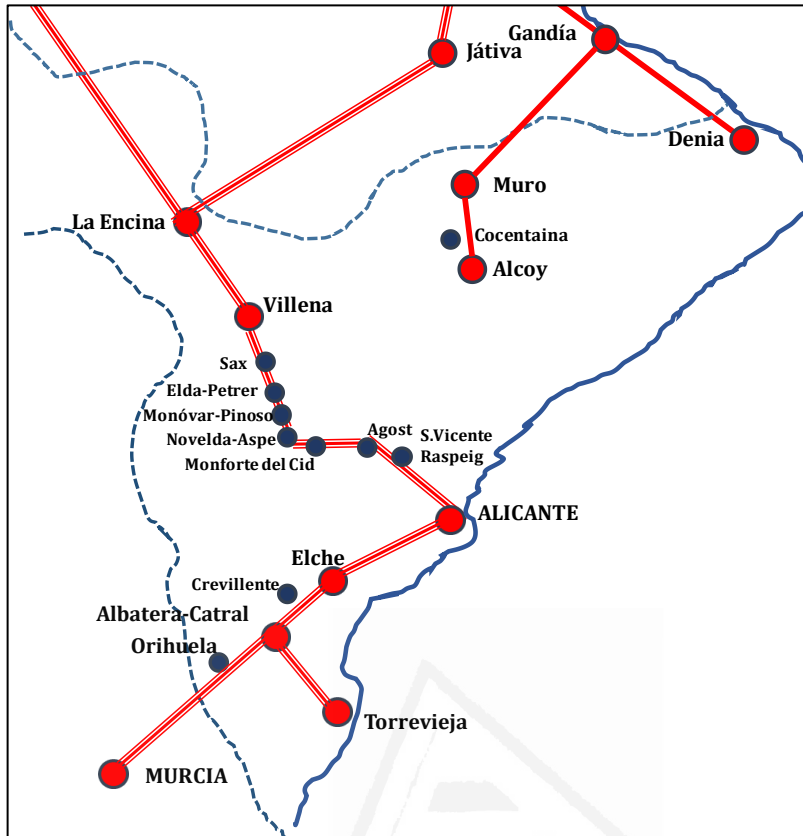 Gandía
Játiva
Denia
Muro
La Encina
Cocentaina
Alcoy
Villena
Sax
Elda-Petrer
Monóvar-Pinoso
Novelda-Aspe
Agost
S.Vicente
Raspeig
Monforte del Cid
ALICANTE
Elche
Crevillente
Albatera-Catral
Orihuela
Torrevieja
MURCIA